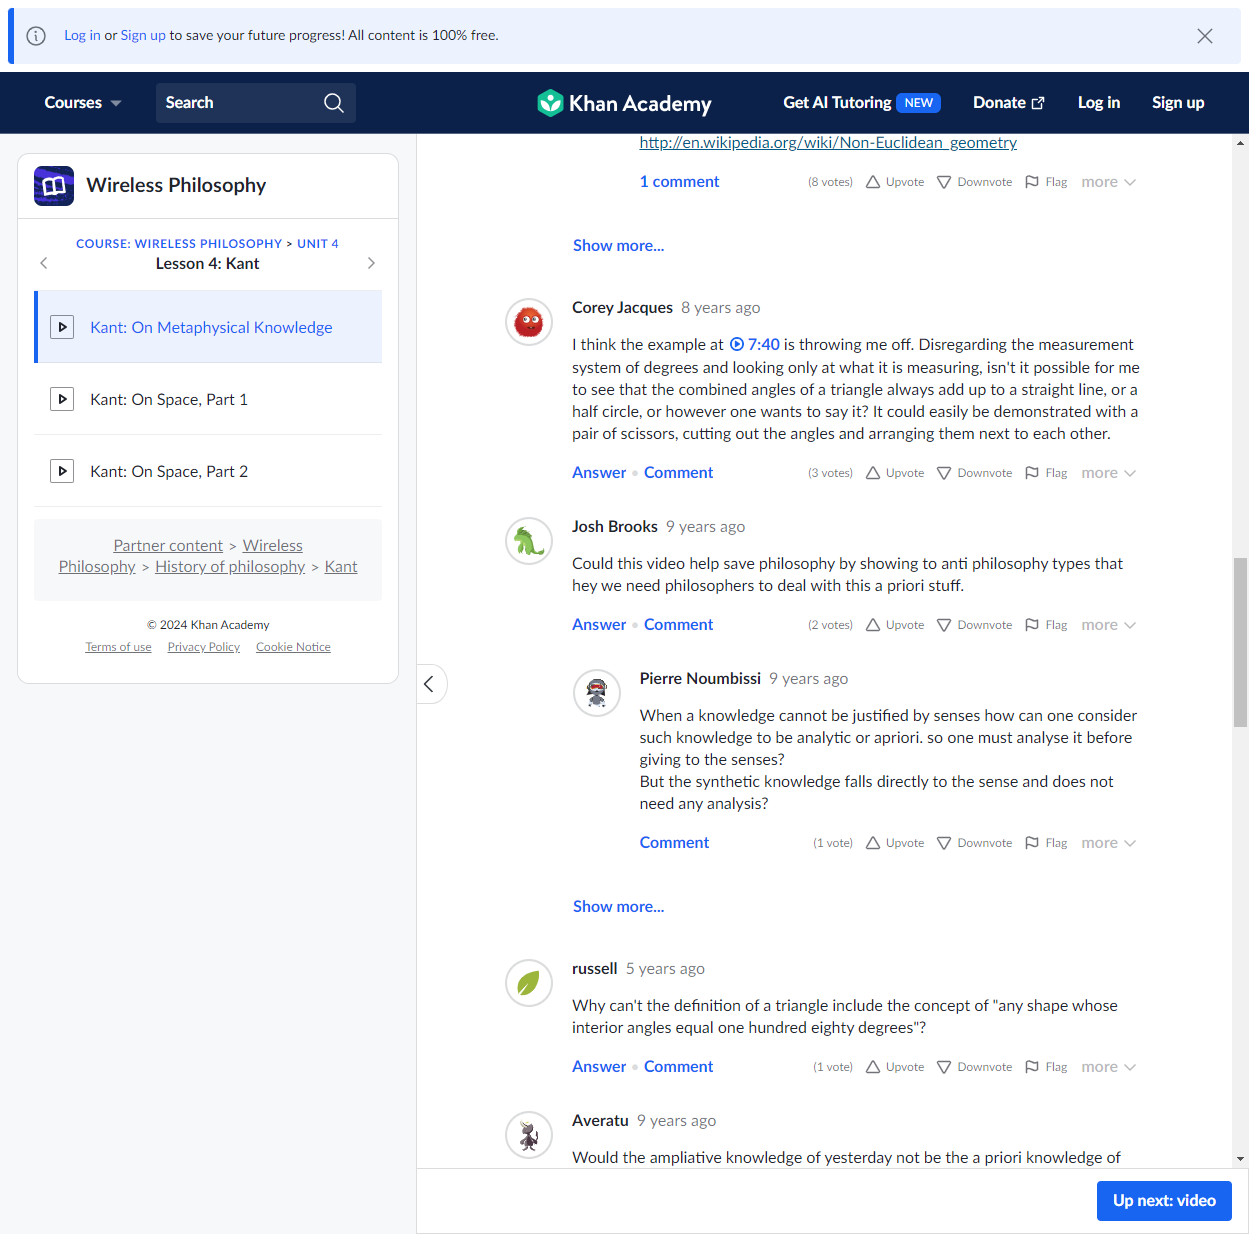 Log in or Sign up to save your future progress! All content is 100% free.
Courses
Search
Khan Academy
Get AI Tutoring NEW
Donate
Log in
Sign up
Wireless Philosophy
COURSE: WIRELESS PHILOSOPHY > UNIT 4
Lesson 4: Kant
Kant: On Metaphysical Knowledge
Kant: On Space, Part 1
Kant: On Space, Part 2
Partner content > Wireless
Philosophy > History of philosophy > Kant
© 2024 Khan Academy
Terms of use Privacy Policy Cookie Notice
http://en.wikipedia.org/wiki/Non-Euclidean_geometry
1 comment (8 votes) Upvote Downvote Flag more
Show more...
Corey Jacques 8 years ago
I think the example at 7:40 is throwing me off. Disregarding the measurement
system of degrees and looking only at what it is measuring, isn't it possible for me
to see that the combined angles of a triangle always add up to a straight line, or a
half circle, or however one wants to say it? It could easily be demonstrated with a
pair of scissors, cutting out the angles and arranging them next to each other.
Answer • Comment (3 votes) Upvote Downvote Flag more
Josh Brooks 9 years ago
Could this video help save philosophy by showing to anti philosophy types that
hey we need philosophers to deal with this a priori stuff.
Answer • Comment (2 votes) Upvote Downvote Flag more
Pierre Noumbissi 9 years ago
When a knowledge cannot be justified by senses how can one consider
such knowledge to be analytic or apriori. so one must analyse it before
giving to the senses?
But the synthetic knowledge falls directly to the sense and does not
need any analysis?
Comment (1 vote) Upvote Downvote Flag more
Show more...
russell 5 years ago
Why can't the definition of a triangle include the concept of "any shape whose
interior angles equal one hundred eighty degrees"?
Answer • Comment (1 vote) Upvote Downvote Flag more
Averatu 9 years ago
Would the ampliative knowledge of yesterday not be the a priori knowledge of
Up next: video